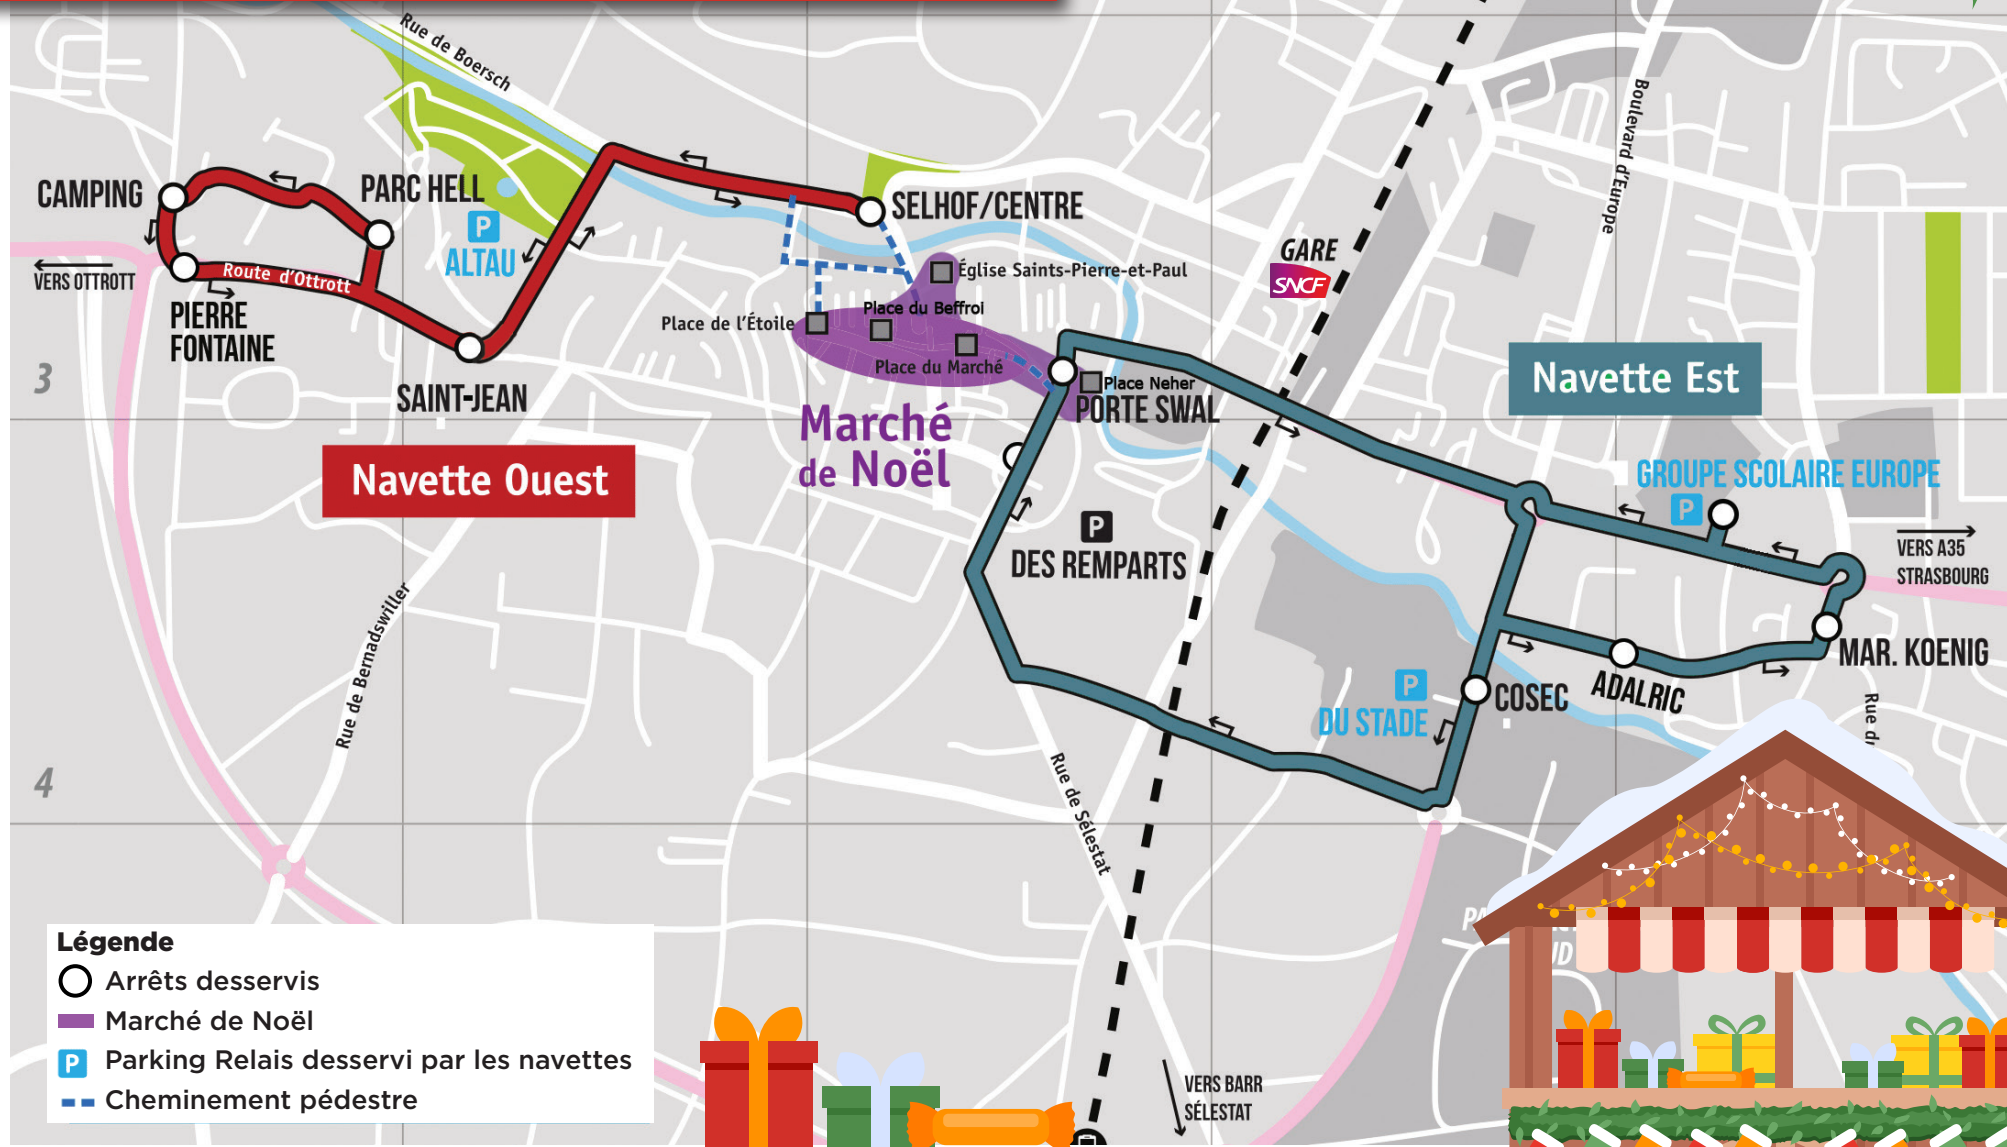 Rue de Boersch
Boulevard d'Europe
CAMPING
PARC HELL
P
ALTAU
SELHOF/CENTRE
GARE
SNCF
VERS OTTROTT
Route d'Ottrott
Église Saints-Pierre-et-Paul
PIERRE
FONTAINE
Place de l'Étoile
Place du Beffroi
Place du Marché
Place Neher
PORTE SWAL
3
SAINT-JEAN
Navette Est
Marché
de Noël
Navette Ouest
GROUPE SCOLAIRE EUROPE
P
P
DES REMPARTS
VERS A35
STRASBOURG
Rue de Bernadswiller
MAR. KOENIG
ADALRIC
COSEC
P
DU STADE
Rue de Sélestat
4
Légende
Arrêts desservis
Marché de Noël
P Parking Relais desservi par les navettes
Cheminement pédestre
VERS BARR
SÉLESTAT